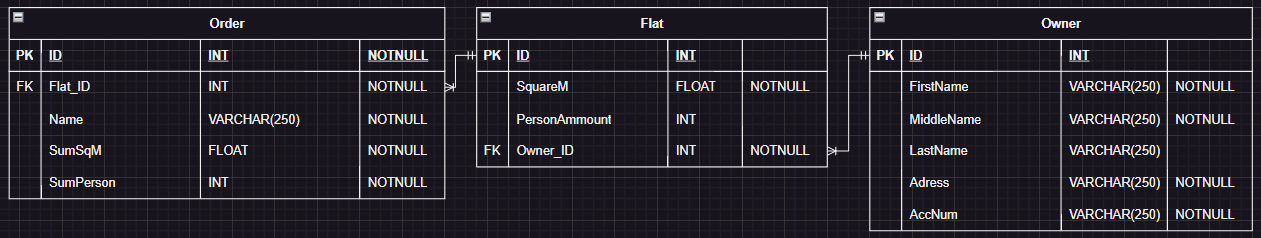 Order
PK ID INT NOTNULL
FK Flat_ID INT NOTNULL
Name VARCHAR(250) NOTNULL
SumSqM FLOAT NOTNULL
SumPerson INT NOTNULL
Flat
PK ID INT
SquareM FLOAT NOTNULL
PersonAmmount INT
FK Owner_ID INT NOTNULL
Owner
PK ID INT
FirstName VARCHAR(250) NOTNULL
MiddleName VARCHAR(250) NOTNULL
LastName VARCHAR(250)
Adress VARCHAR(250) NOTNULL
AccNum VARCHAR(250) NOTNULL